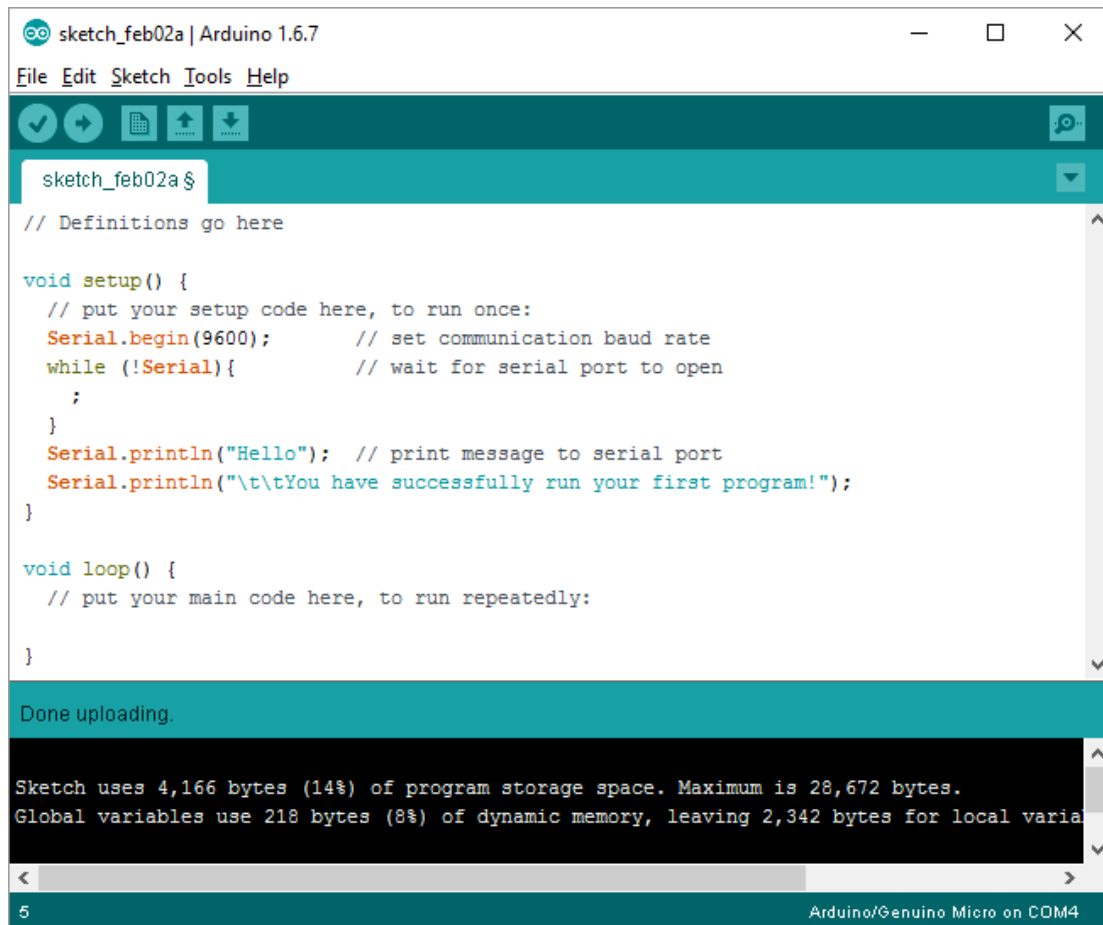 sketch_feb02a | Arduino 1.6.7
File Edit Sketch Tools Help
sketch_feb02a §
// Definitions go here
void setup() {
  // put your setup code here, to run once:
  Serial.begin(9600);       // set communication baud rate
  while (!Serial){          // wait for serial port to open
    ;
  }
  Serial.println("Hello");  // print message to serial port
  Serial.println("\t\tYou have successfully run your first program!");
}
void loop() {
  // put your main code here, to run repeatedly:
}
Done uploading.
Sketch uses 4,166 bytes (14%) of program storage space. Maximum is 28,672 bytes.
Global variables use 218 bytes (8%) of dynamic memory, leaving 2,342 bytes for local varia
5 Arduino/Genuino Micro on COM4